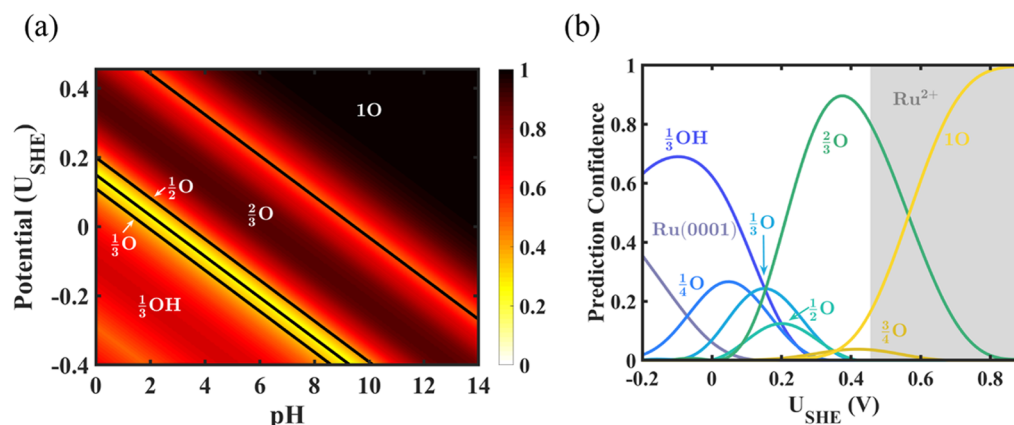 (a)
Potential (U_SHE)
0.4
0.2
0
-0.2
-0.4
0 2 4 6 8 10 12 14
pH
1O
½O
⅔O
⅓O
⅓OH
1
0.8
0.6
0.4
0.2
0
(b)
Prediction Confidence
1
0.8
0.6
0.4
0.2
0
-0.2 0 0.2 0.4 0.6 0.8
U_SHE (V)
⅓OH
Ru(0001)
¼O
⅓O
½O
⅔O
¾O
1O
Ru²⁺